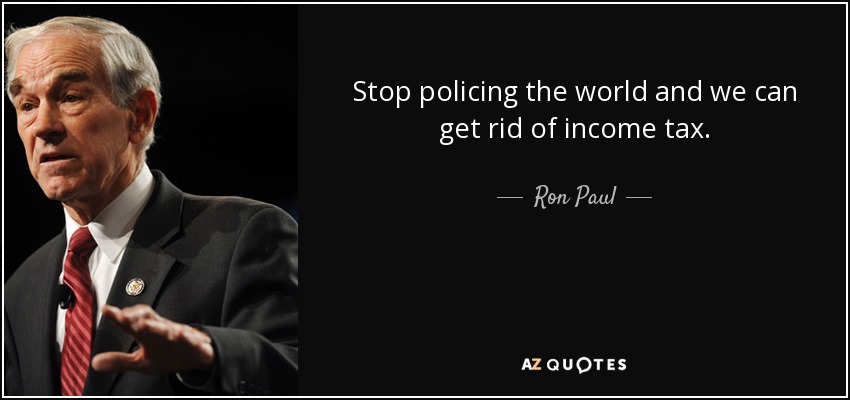 Stop policing the world and we can
get rid of income tax.
Ron Paul
AZ QUOTES